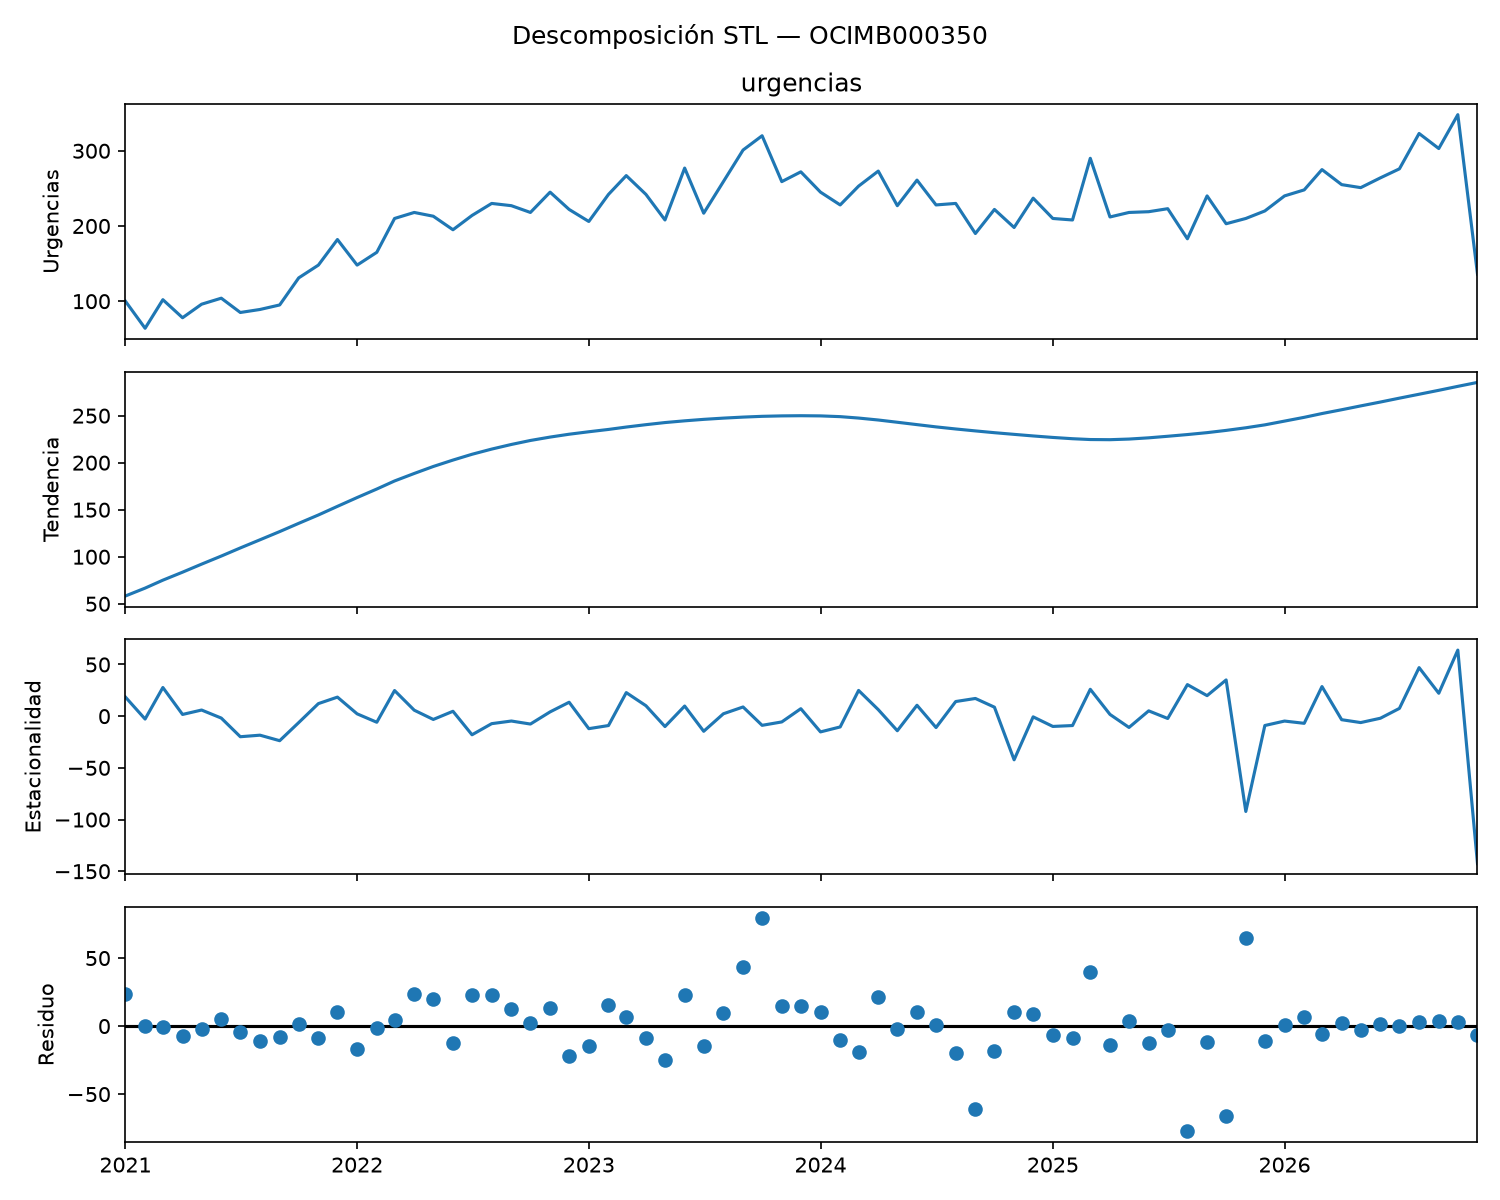 Descomposición STL — OCIMB000350
urgencias
Urgencias
300
200
100
Tendencia
250
200
150
100
50
Estacionalidad
50
0
−50
−100
−150
Residuo
50
0
−50
2021 2022 2023 2024 2025 2026